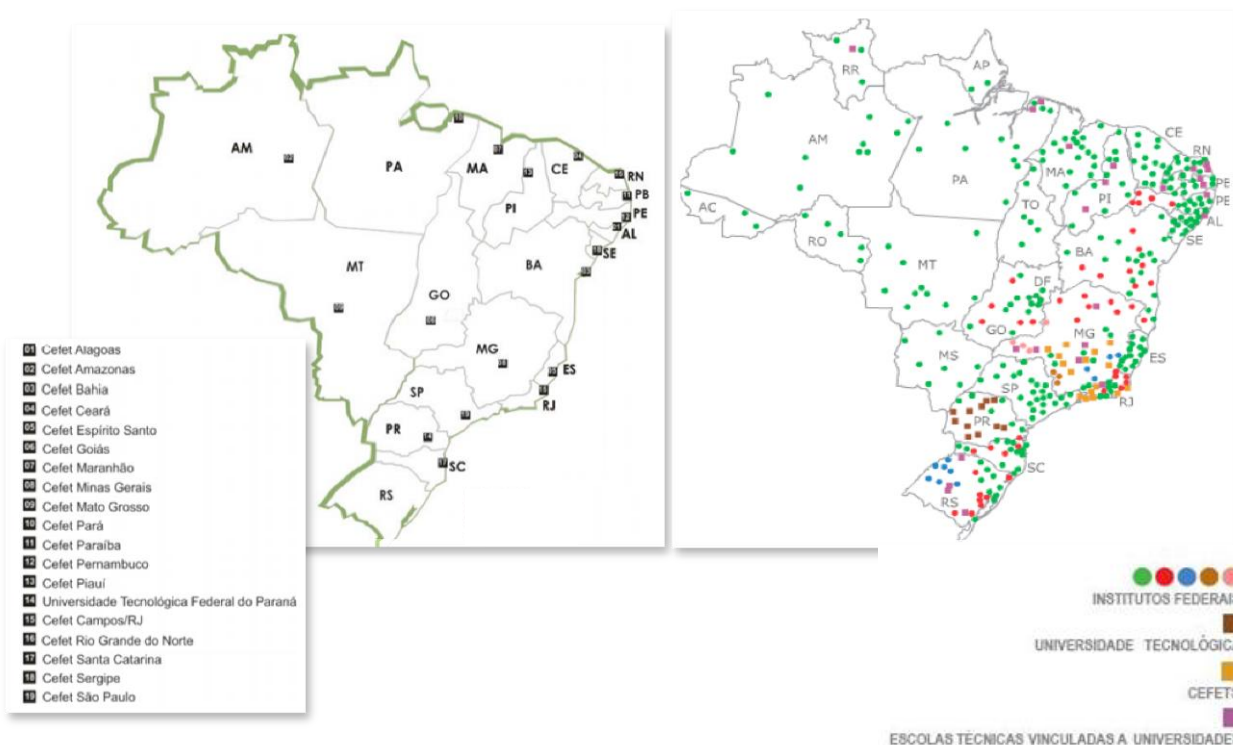 AM
PA
MA
CE
RN
PB
PE
AL
PI
SE
BA
MT
GO
MG
ES
SP
RJ
PR
SC
RS
01 Cefet Alagoas
02 Cefet Amazonas
03 Cefet Bahia
04 Cefet Ceará
05 Cefet Espírito Santo
06 Cefet Goiás
07 Cefet Maranhão
08 Cefet Minas Gerais
09 Cefet Mato Grosso
10 Cefet Pará
11 Cefet Paraíba
12 Cefet Pernambuco
13 Cefet Piauí
14 Universidade Tecnológica Federal do Paraná
15 Cefet Campos/RJ
16 Cefet Rio Grande do Norte
17 Cefet Santa Catarina
18 Cefet Sergipe
19 Cefet São Paulo
RR
AP
AM
PA
MA
CE
RN
PE
PE
AL
SE
PI
TO
AC
RO
BA
MT
DF
GO
MG
ES
MS
SP
RJ
PR
SC
RS
INSTITUTOS FEDERAIS
UNIVERSIDADE TECNOLÓGICA
CEFETS
ESCOLAS TÉCNICAS VINCULADAS A UNIVERSIDADES